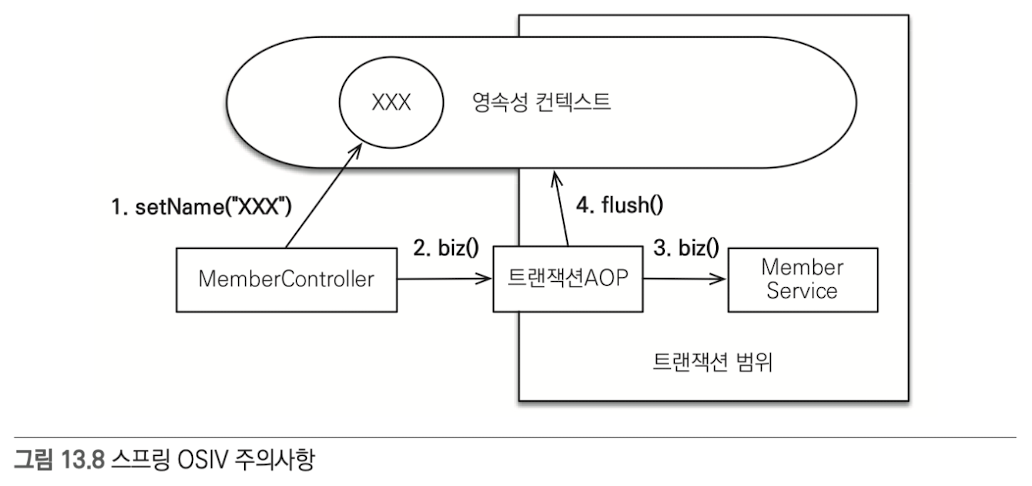 XXX
영속성 컨텍스트
1. setName("XXX")
4. flush()
2. biz()
3. biz()
MemberController
트랜잭션AOP
Member
Service
트랜잭션 범위
그림 13.8 스프링 OSIV 주의사항